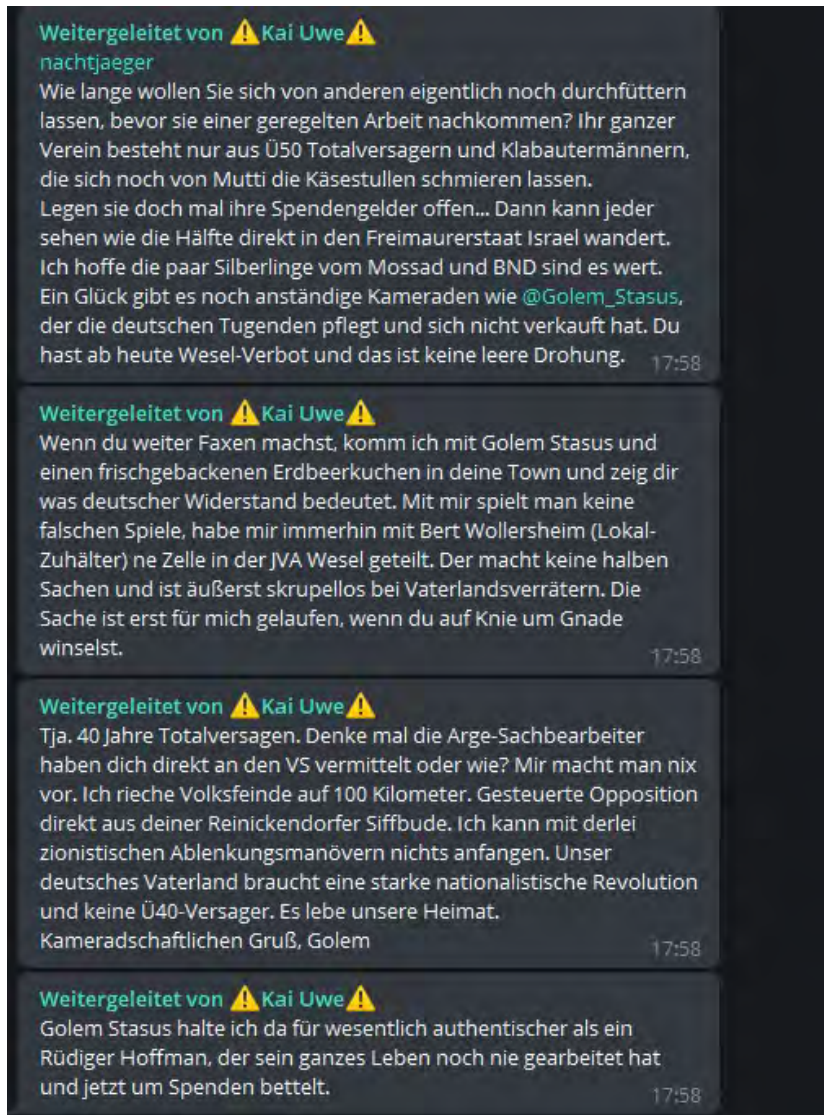 Weitergeleitet von ⚠️Kai Uwe⚠️
nachtjaeger
Wie lange wollen Sie sich von anderen eigentlich noch durchfüttern
lassen, bevor sie einer geregelten Arbeit nachkommen? Ihr ganzer
Verein besteht nur aus Ü50 Totalversagern und Klabautermännern,
die sich noch von Mutti die Käsestullen schmieren lassen.
Legen sie doch mal ihre Spendengelder offen... Dann kann jeder
sehen wie die Hälfte direkt in den Freimaurerstaat Israel wandert.
Ich hoffe die paar Silberlinge vom Mossad und BND sind es wert.
Ein Glück gibt es noch anständige Kameraden wie @Golem_Stasus,
der die deutschen Tugenden pflegt und sich nicht verkauft hat. Du
hast ab heute Wesel-Verbot und das ist keine leere Drohung. 17:58
Weitergeleitet von ⚠️Kai Uwe⚠️
Wenn du weiter Faxen machst, komm ich mit Golem Stasus und
einen frischgebackenen Erdbeerkuchen in deine Town und zeig dir
was deutscher Widerstand bedeutet. Mit mir spielt man keine
falschen Spiele, habe mir immerhin mit Bert Wollersheim (Lokal-
Zuhälter) ne Zelle in der JVA Wesel geteilt. Der macht keine halben
Sachen und ist äußerst skrupellos bei Vaterlandsverrätern. Die
Sache ist erst für mich gelaufen, wenn du auf Knie um Gnade
winselst. 17:58
Weitergeleitet von ⚠️Kai Uwe⚠️
Tja. 40 Jahre Totalversagen. Denke mal die Arge-Sachbearbeiter
haben dich direkt an den VS vermittelt oder wie? Mir macht man nix
vor. Ich rieche Volksfeinde auf 100 Kilometer. Gesteuerte Opposition
direkt aus deiner Reinickendorfer Siffbude. Ich kann mit derlei
zionistischen Ablenkungsmanövern nichts anfangen. Unser
deutsches Vaterland braucht eine starke nationalistische Revolution
und keine Ü40-Versager. Es lebe unsere Heimat.
Kameradschaftlichen Gruß, Golem 17:58
Weitergeleitet von ⚠️Kai Uwe⚠️
Golem Stasus halte ich da für wesentlich authentischer als ein
Rüdiger Hoffman, der sein ganzes Leben noch nie gearbeitet hat
und jetzt um Spenden bettelt. 17:58